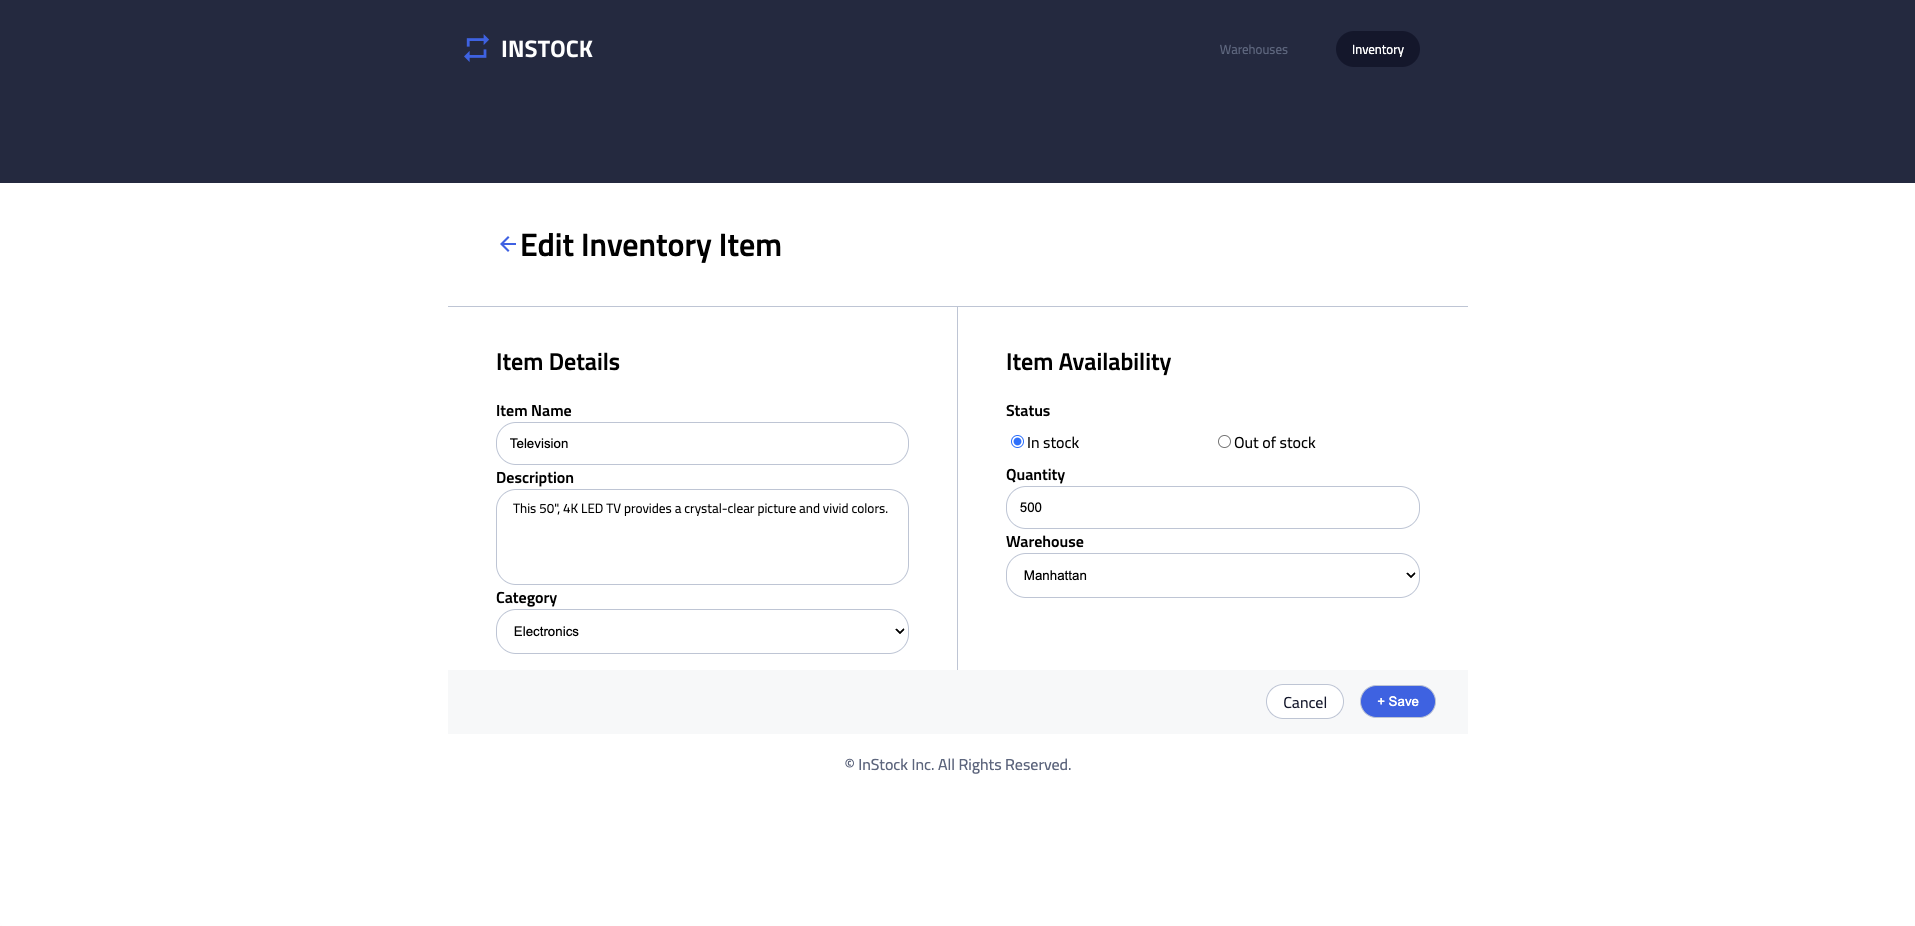 INSTOCK
Warehouses
Inventory
Edit Inventory Item
Item Details
Item Name
Television
Description
This 50", 4K LED TV provides a crystal-clear picture and vivid colors.
Category
Electronics
Item Availability
Status
In stock
Out of stock
Quantity
500
Warehouse
Manhattan
Cancel
+ Save
© InStock Inc. All Rights Reserved.